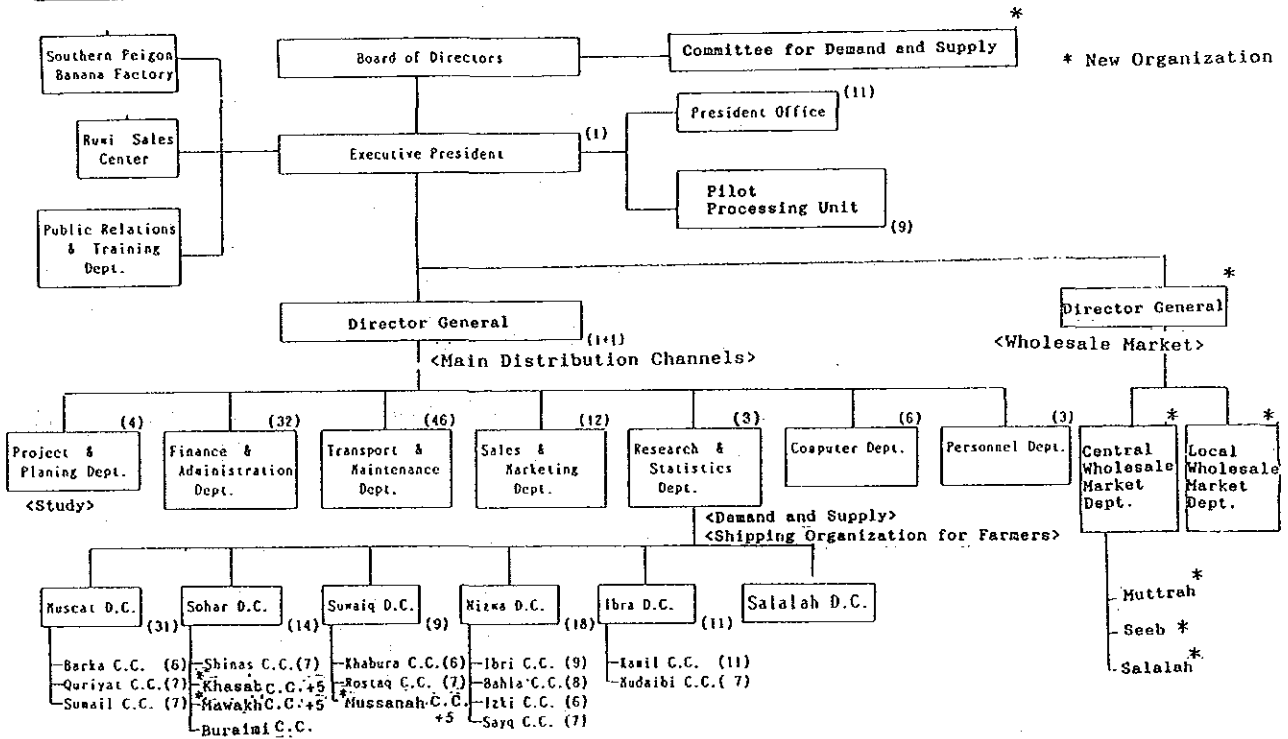 *
Southern Peigon
Banana Factory
Board of Directors
Committee for Demand and Supply
* New Organization
(11)
President Office
Ruwi Sales
Center
(1)
Executive President
Pilot
Processing Unit
(9)
Public Relations
& Training
Dept.
*
Director General
(1+1)
Director General
<Main Distribution Channels>
<Wholesale Market>
(4)
(32)
(46)
(12)
(3)
(6)
(3)
*
*
Project &
Planing Dept.
Finance &
Administration
Dept.
Transport &
Maintenance
Dept.
Sales &
Marketing
Dept.
Research &
Statistics
Dept.
Computer Dept.
Personnel Dept.
Central
Wholesale
Market
Dept.
Local
Wholesale
Market
Dept.
<Study>
<Demand and Supply>
<Shipping Organization for Farmers>
Muscat D.C.
(31)
Sohar D.C.
(14)
Suwaiq D.C.
(9)
Nizwa D.C.
(18)
Ibra D.C.
(11)
Salalah D.C.
Barka C.C. (6)
Quriyat C.C. (7)
Sumail C.C. (7)
Shinas C.C. (7)
*Khasab C.C. +5
*Mawakh C.C. +5
Buraimi C.C.
Khabura C.C. (6)
Rostaq C.C. (7)
*Mussanah C.C.
+5
Ibri C.C. (9)
Bahla C.C. (8)
Izki C.C. (6)
Sayq C.C. (7)
Kamil C.C. (11)
Mudaibi C.C. (7)
Muttrah *
Seeb *
Salalah *